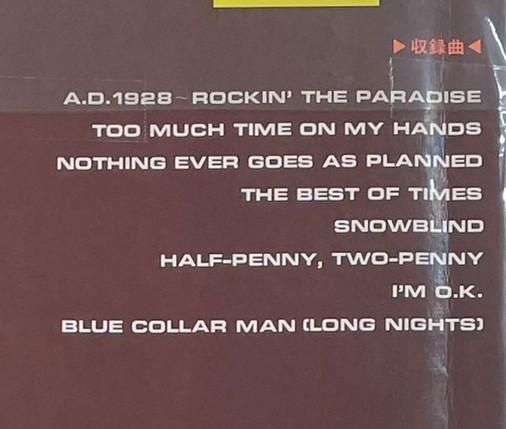 ▶収録曲◀
A.D.1928~ROCKIN' THE PARADISE
TOO MUCH TIME ON MY HANDS
NOTHING EVER GOES AS PLANNED
THE BEST OF TIMES
SNOWBLIND
HALF-PENNY, TWO-PENNY
I'M O.K.
BLUE COLLAR MAN (LONG NIGHTS)